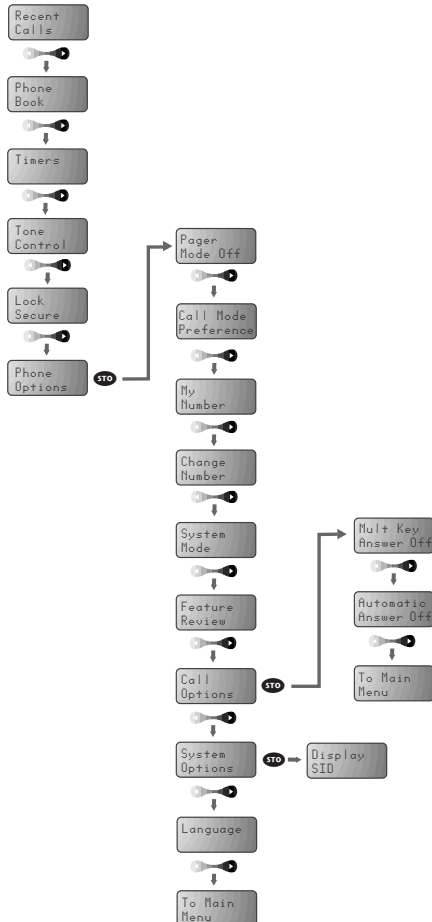 Recent
Calls
Phone
Book
Timers
Tone
Control
Lock
Secure
Phone
Options
STO
Pager
Mode Off
Call Mode
Preference
My
Number
Change
Number
System
Mode
Feature
Review
Call
Options
STO
Mult Key
Answer Off
Automatic
Answer Off
To Main
Menu
System
Options
STO
Display
SID
Language
To Main
Menu